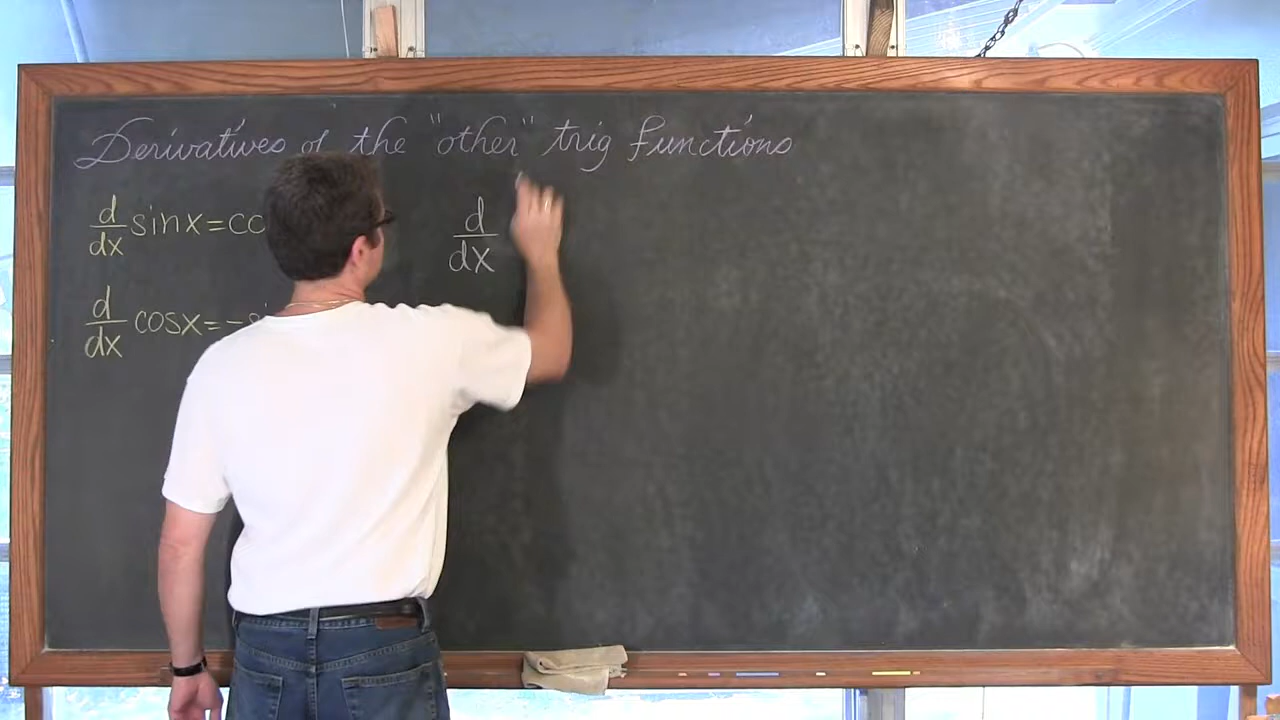 Derivatives of the "other" trig functions
d/dx sinx=co
d/dx cosx=-s
d/dx